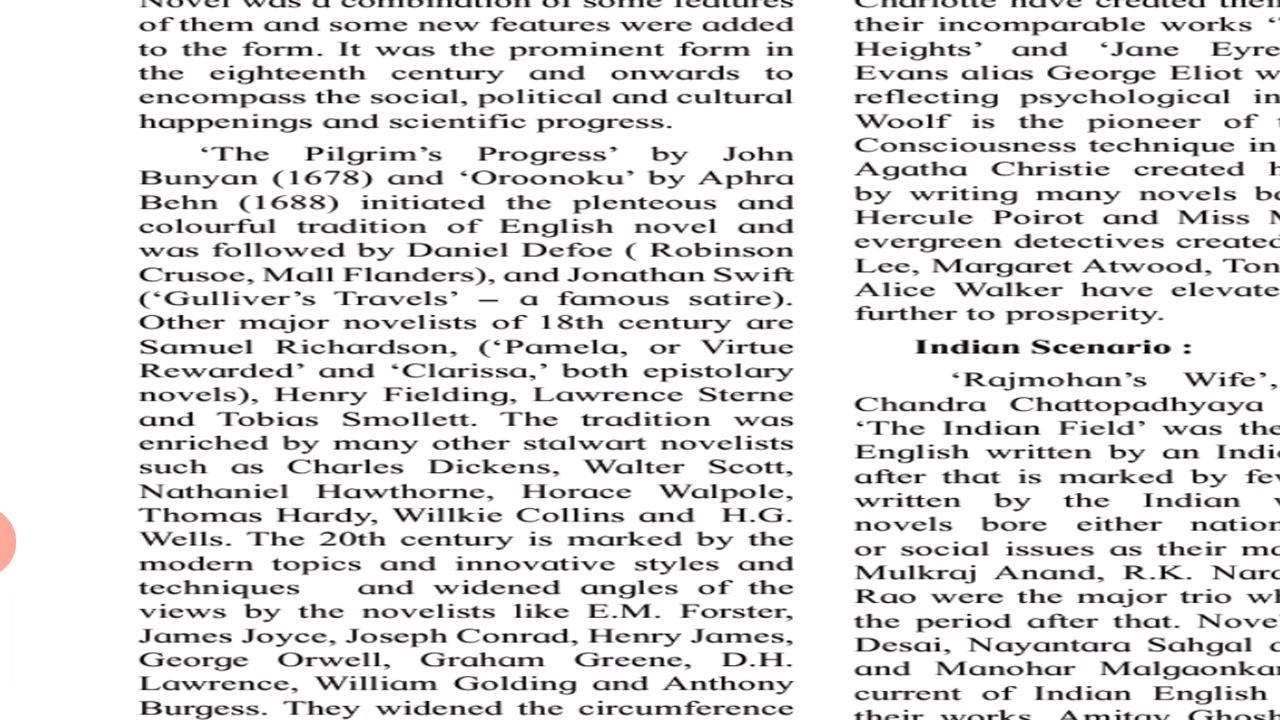 Novel was a combination of some features
of them and some new features were added
to the form. It was the prominent form in
the eighteenth century and onwards to
encompass the social, political and cultural
happenings and scientific progress.
‘The Pilgrim’s Progress’ by John
Bunyan (1678) and ‘Oroonoku’ by Aphra
Behn (1688) initiated the plenteous and
colourful tradition of English novel and
was followed by Daniel Defoe ( Robinson
Crusoe, Mall Flanders), and Jonathan Swift
(‘Gulliver’s Travels’ – a famous satire).
Other major novelists of 18th century are
Samuel Richardson, (‘Pamela, or Virtue
Rewarded’ and ‘Clarissa,’ both epistolary
novels), Henry Fielding, Lawrence Sterne
and Tobias Smollett. The tradition was
enriched by many other stalwart novelists
such as Charles Dickens, Walter Scott,
Nathaniel Hawthorne, Horace Walpole,
Thomas Hardy, Willkie Collins and H.G.
Wells. The 20th century is marked by the
modern topics and innovative styles and
techniques and widened angles of the
views by the novelists like E.M. Forster,
James Joyce, Joseph Conrad, Henry James,
George Orwell, Graham Greene, D.H.
Lawrence, William Golding and Anthony
Burgess. They widened the circumference
Charlotte have created their
their incomparable works
Heights’ and ‘Jane Eyre
Evans alias George Eliot
reflecting psychological
Woolf is the pioneer of
Consciousness technique in
Agatha Christie created
by writing many novels
Hercule Poirot and Miss
evergreen detectives created
Lee, Margaret Atwood,
Alice Walker have
further to prosperity.
Indian Scenario :
‘Rajmohan’s Wife’,
Chandra Chattopadhyaya
‘The Indian Field’ was the
English written by an
after that is marked by
written by the Indian
novels bore either
or social issues as their
Mulkraj Anand, R.K.
Rao were the major trio
the period after that.
Desai, Nayantara Sahgal
and Manohar
current of Indian English
their works. Amitav